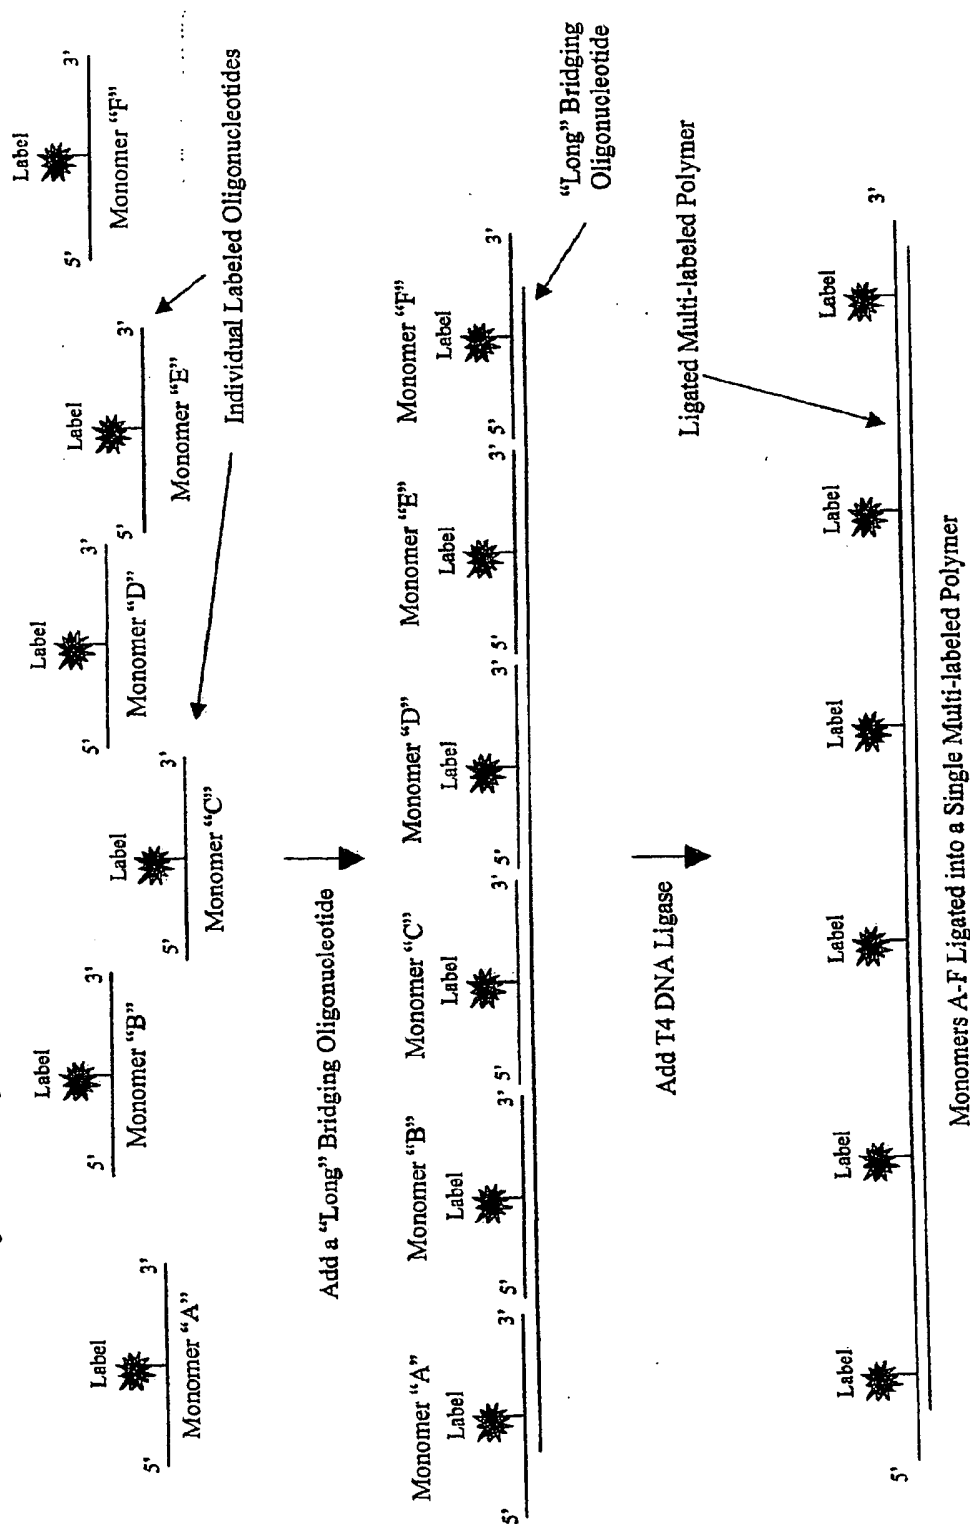 Label
Label
Label
Label
Label
Label
5' 3'
5' 3'
5' 3'
5' 3'
5' 3'
5' 3'
Monomer "A"
Monomer "B"
Monomer "C"
Monomer "D"
Monomer "E"
Monomer "F"
Individual Labeled Oligonucleotides
Add a "Long" Bridging Oligonucleotide
Monomer "A" Monomer "B" Monomer "C" Monomer "D" Monomer "E" Monomer "F"
Label Label Label Label Label Label
5' 3' 5' 3' 5' 3' 5' 3' 5' 3' 5' 3'
"Long" Bridging
Oligonucleotide
Add T4 DNA Ligase
Ligated Multi-labeled Polymer
Label Label Label Label Label Label
5' 3'
Monomers A-F Ligated into a Single Multi-labeled Polymer